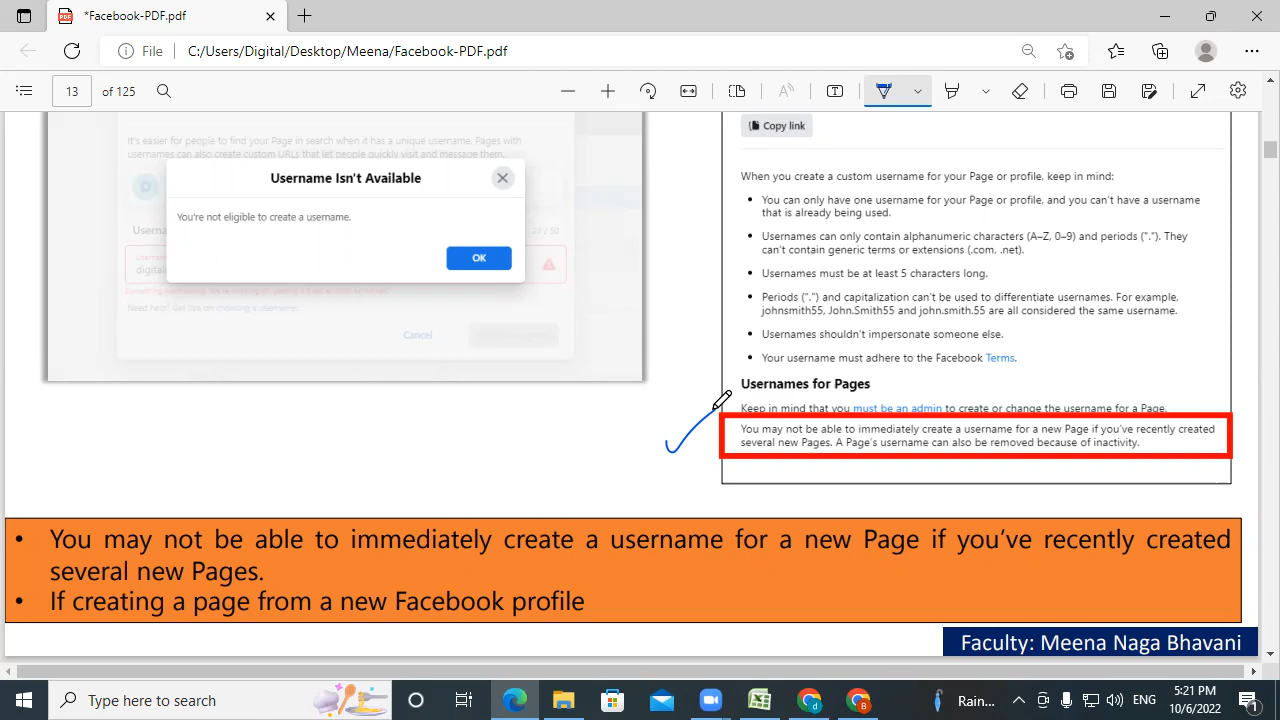 *Facebook-PDF.pdf
File C:/Users/Digital/Desktop/Meena/Facebook-PDF.pdf
13 of 125
It's easier for people to find your Page in search when it has a unique username. Pages with
usernames can also create custom URLs that let people quickly visit and message them.
Username Isn't Available
You're not eligible to create a username.
OK
Need help? Get tips on choosing a username.
Cancel
Copy link
When you create a custom username for your Page or profile, keep in mind:
• You can only have one username for your Page or profile, and you can't have a username
that is already being used.
• Usernames can only contain alphanumeric characters (A–Z, 0–9) and periods ("."). They
can't contain generic terms or extensions (.com, .net).
• Usernames must be at least 5 characters long.
• Periods (".") and capitalization can't be used to differentiate usernames. For example,
johnsmith55, John.Smith55 and john.smith.55 are all considered the same username.
• Usernames shouldn't impersonate someone else.
• Your username must adhere to the Facebook Terms.
Usernames for Pages
Keep in mind that you must be an admin to create or change the username for a Page.
You may not be able to immediately create a username for a new Page if you've recently created
several new Pages. A Page's username can also be removed because of inactivity.
• You may not be able to immediately create a username for a new Page if you've recently created
several new Pages.
• If creating a page from a new Facebook profile
Faculty: Meena Naga Bhavani
Type here to search
Rain...
ENG
5:21 PM
10/6/2022
1